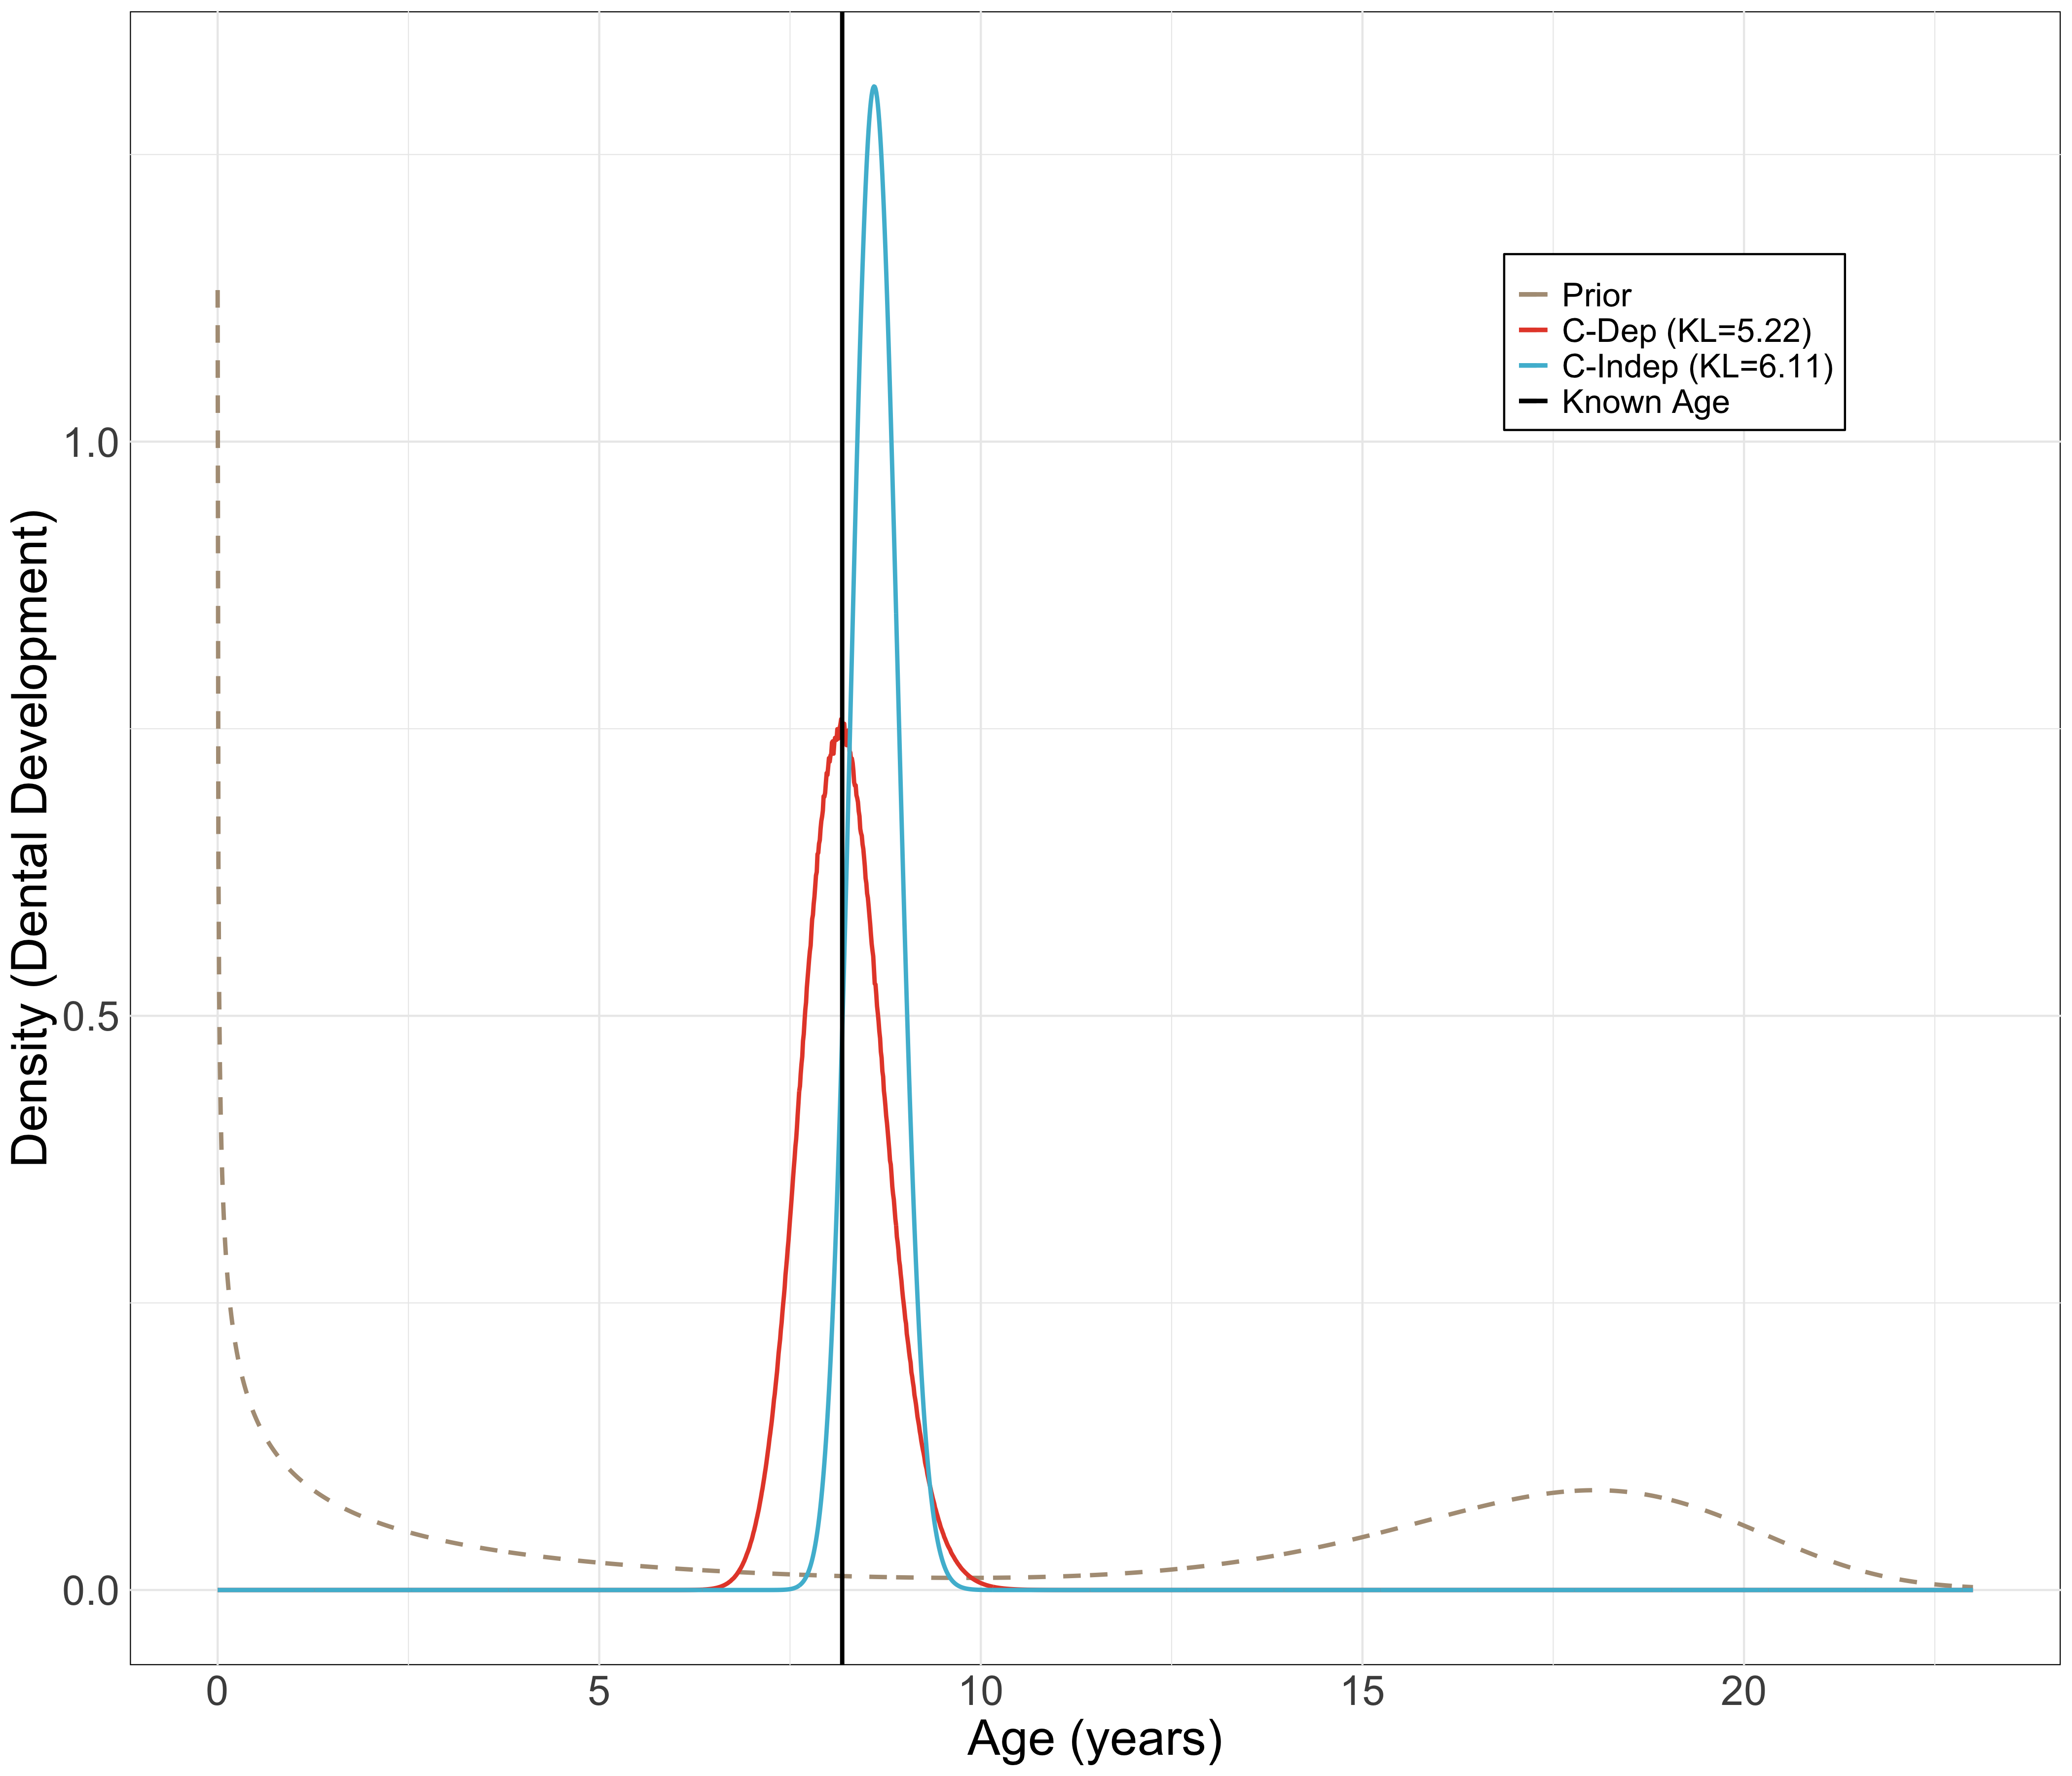 Density (Dental Development)
1.0
0.5
0.0
Prior
C-Dep (KL=5.22)
C-Indep (KL=6.11)
Known Age
0 5 10 15 20
Age (years)